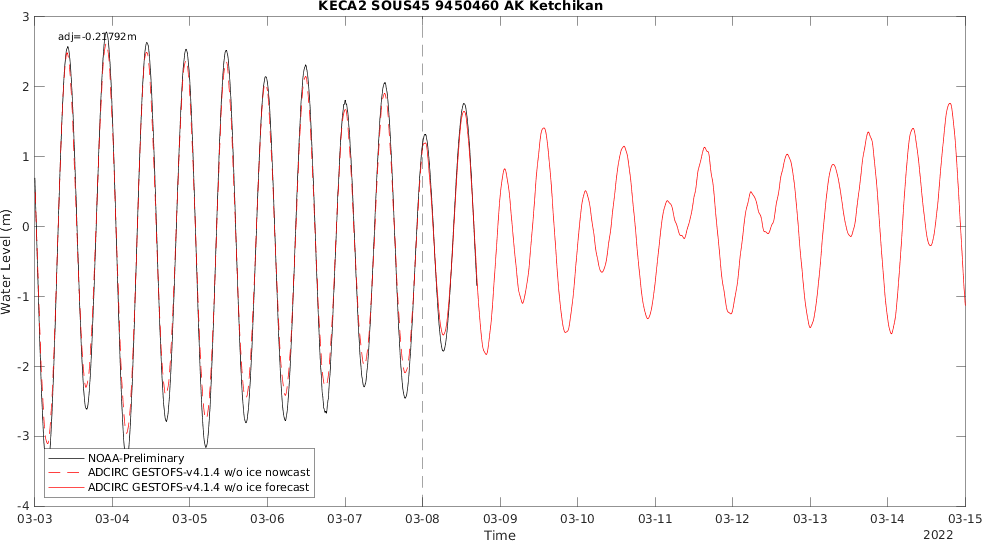 KECA2 SOUS45 9450460 AK Ketchikan
3
adj=-0.21792m
2
1
0
-1
-2
-3
-4
Water Level (m)
NOAA-Preliminary
ADCIRC GESTOFS-v4.1.4 w/o ice nowcast
ADCIRC GESTOFS-v4.1.4 w/o ice forecast
03-03 03-04 03-05 03-06 03-07 03-08 03-09 03-10 03-11 03-12 03-13 03-14 03-15
Time
2022